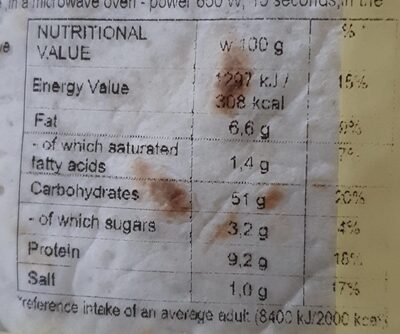 in a microwave oven - power 650 W, 15 seconds, in the
NUTRITIONAL VALUE w 100 g %
Energy Value 1297 kJ / 308 kcal 15%
Fat 6,6 g 9%
- of which saturated fatty acids 1,4 g 7%
Carbohydrates 51 g 20%
- of which sugars 3,2 g 4%
Protein 9,2 g 18%
Salt 1,0 g 17%
*reference intake of an average adult (8400 kJ/2000 kcal)